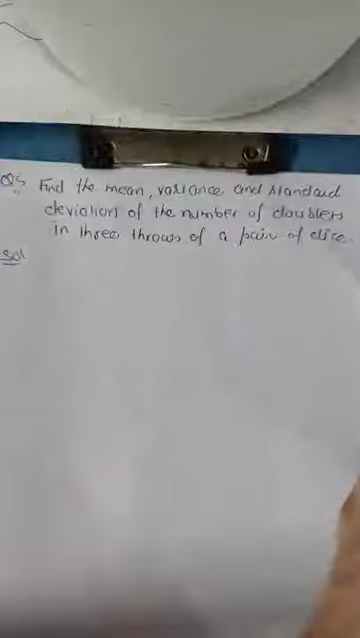 Q5 Find the mean, variance and standard
deviation of the number of doublets
in three throws of a pair of dice.
Sol